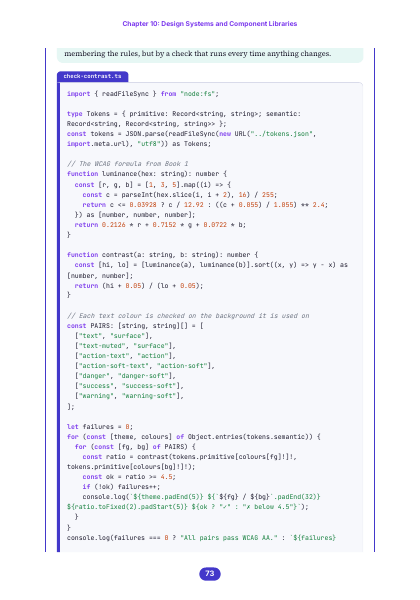 Chapter 10: Design Systems and Component Libraries
membering the rules, but by a check that runs every time anything changes.
check-contrast.ts
import { readFileSync } from "node:fs";
type Tokens = { primitive: Record<string, string>; semantic:
Record<string, Record<string, string>> };
const tokens = JSON.parse(readFileSync(new URL("../tokens.json",
import.meta.url), "utf8")) as Tokens;
// The WCAG formula from Book 1
function luminance(hex: string): number {
  const [r, g, b] = [1, 3, 5].map((i) => {
    const c = parseInt(hex.slice(i, i + 2), 16) / 255;
    return c <= 0.03928 ? c / 12.92 : ((c + 0.055) / 1.055) ** 2.4;
  }) as [number, number, number];
  return 0.2126 * r + 0.7152 * g + 0.0722 * b;
}
function contrast(a: string, b: string): number {
  const [hi, lo] = [luminance(a), luminance(b)].sort((x, y) => y - x) as
[number, number];
  return (hi + 0.05) / (lo + 0.05);
}
// Each text colour is checked on the background it is used on
const PAIRS: [string, string][] = [
  ["text", "surface"],
  ["text-muted", "surface"],
  ["action-text", "action"],
  ["action-soft-text", "action-soft"],
  ["danger", "danger-soft"],
  ["success", "success-soft"],
  ["warning", "warning-soft"],
];
let failures = 0;
for (const [theme, colours] of Object.entries(tokens.semantic)) {
  for (const [fg, bg] of PAIRS) {
    const ratio = contrast(tokens.primitive[colours[fg]!]!,
tokens.primitive[colours[bg]!]!);
    const ok = ratio >= 4.5;
    if (!ok) failures++;
    console.log(`${theme.padEnd(5)} ${`${fg} / ${bg}`.padEnd(32)}
${ratio.toFixed(2).padStart(5)} ${ok ? "✓" : "✗ below 4.5"}`);
  }
}
console.log(failures === 0 ? "All pairs pass WCAG AA." : `${failures}
73